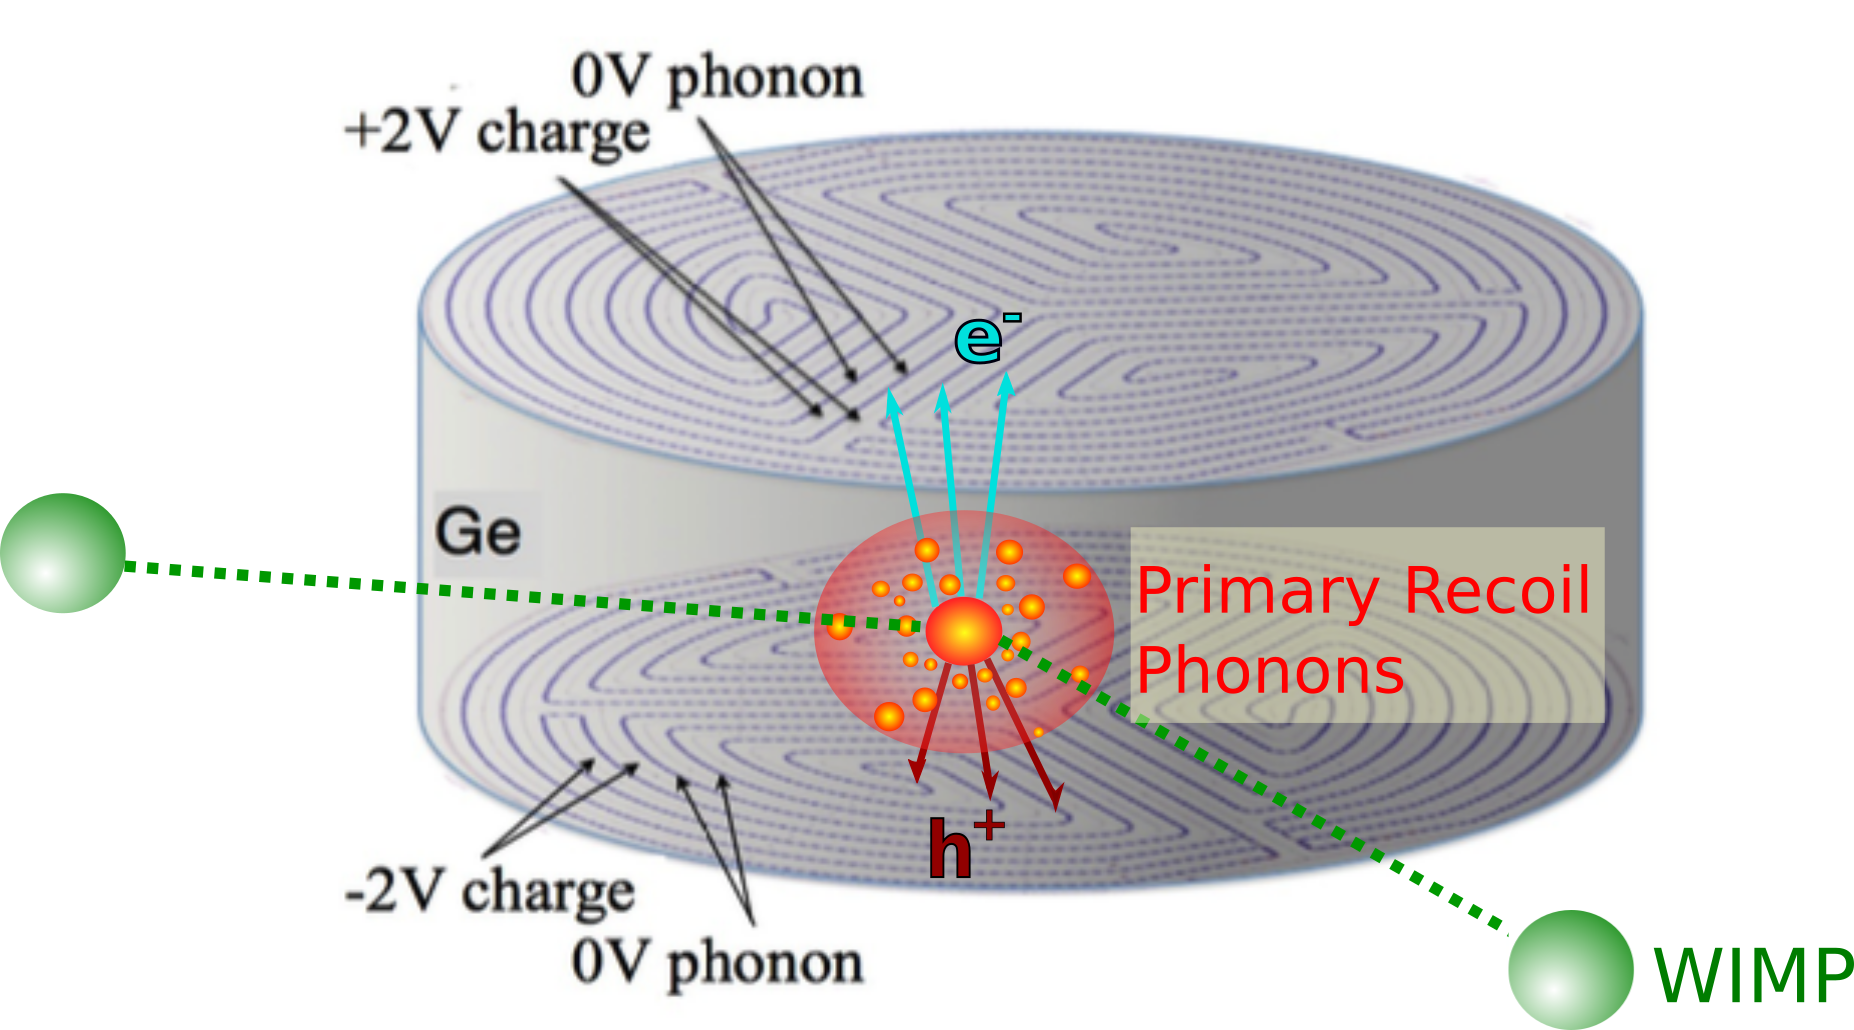 0V phonon
+2V charge
e-
Ge
Primary Recoil
Phonons
h+
-2V charge
0V phonon
WIMP